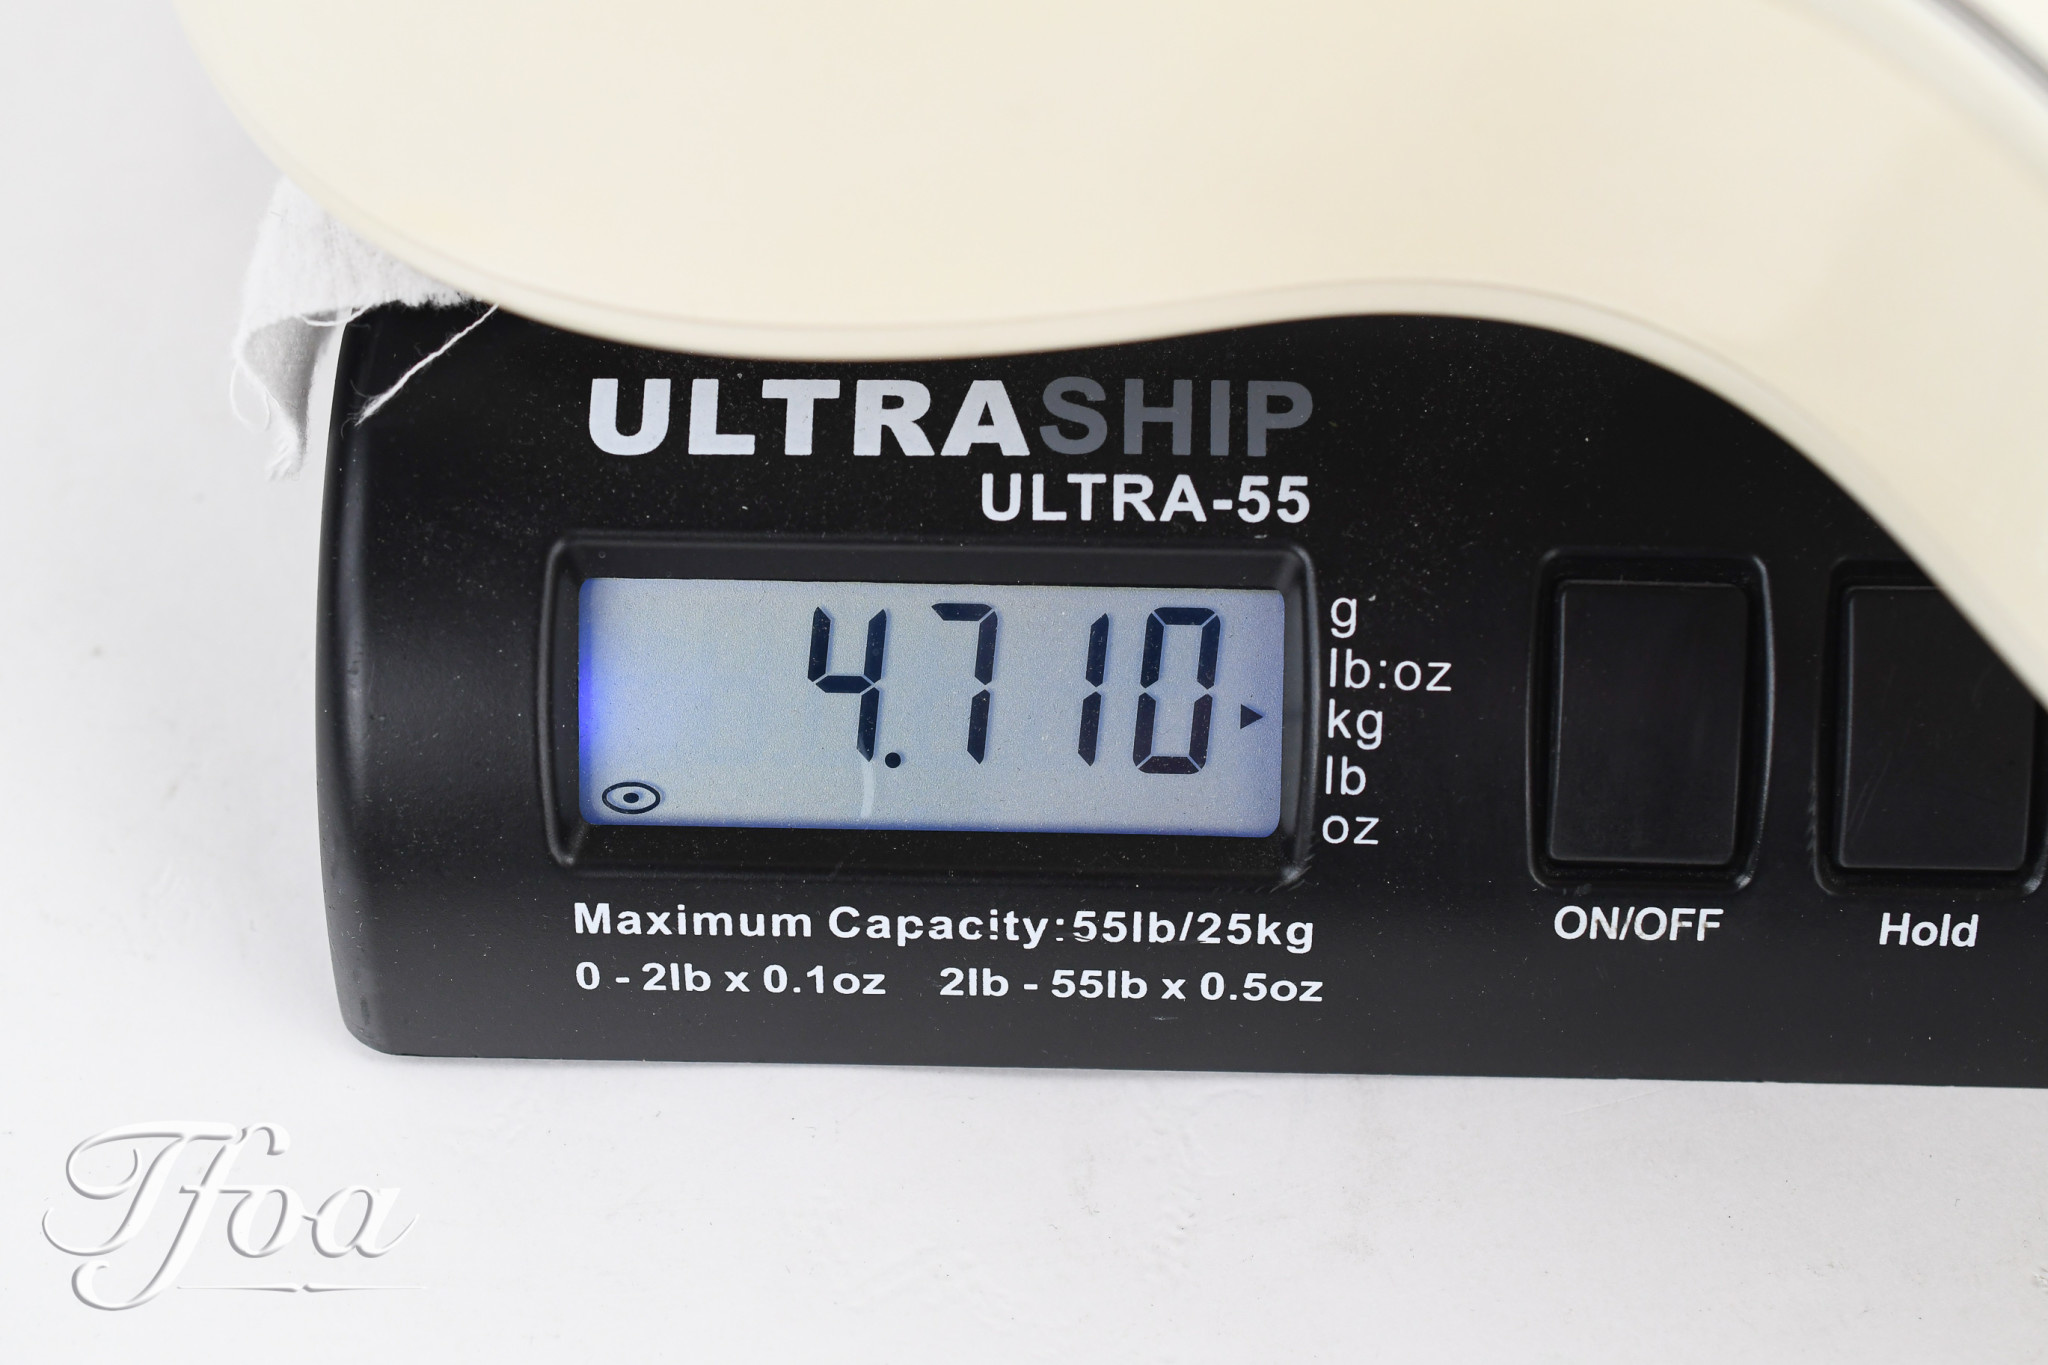 ULTRASHIP
ULTRA-55
4.710
g
lb:oz
kg
lb
oz
Maximum Capacity:55lb/25kg
0 - 2lb x 0.1oz 2lb - 55lb x 0.5oz
ON/OFF
Hold
Tfoa